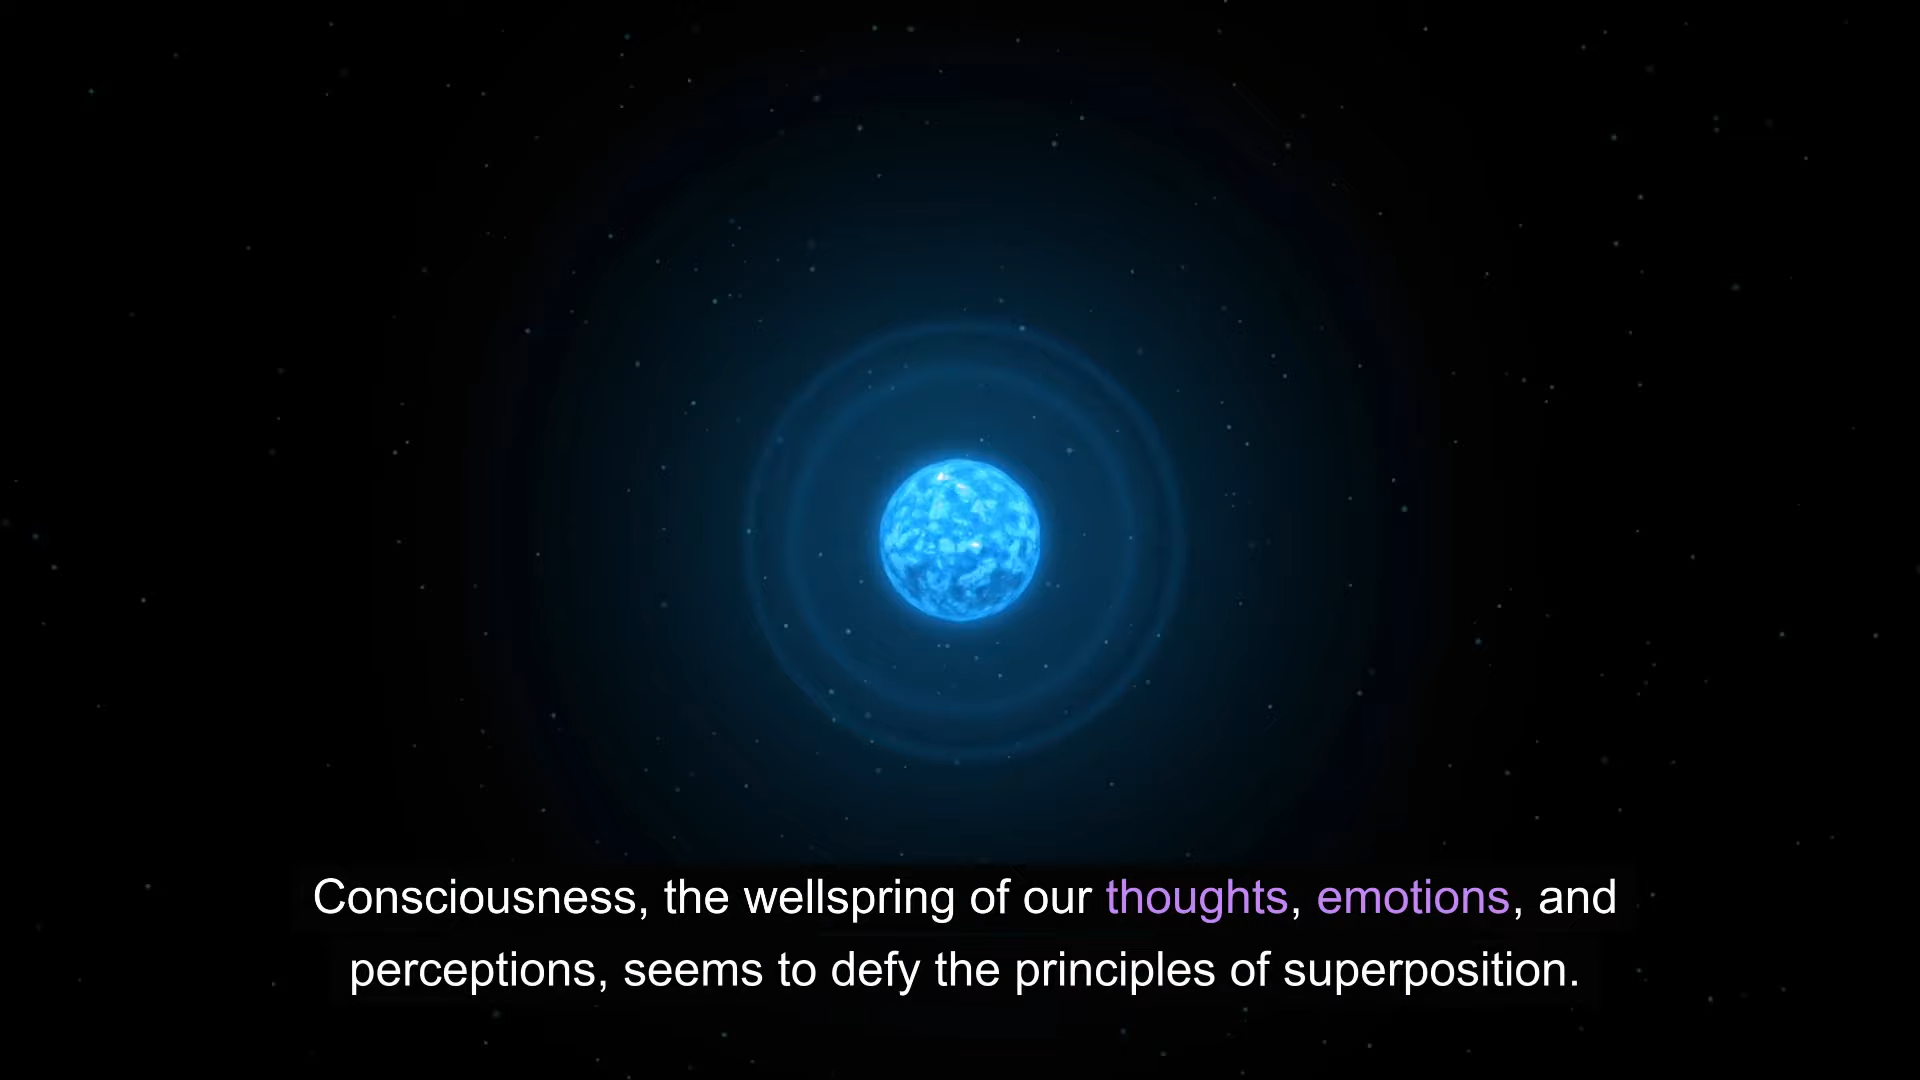 Consciousness, the wellspring of our thoughts, emotions, and
perceptions, seems to defy the principles of superposition.